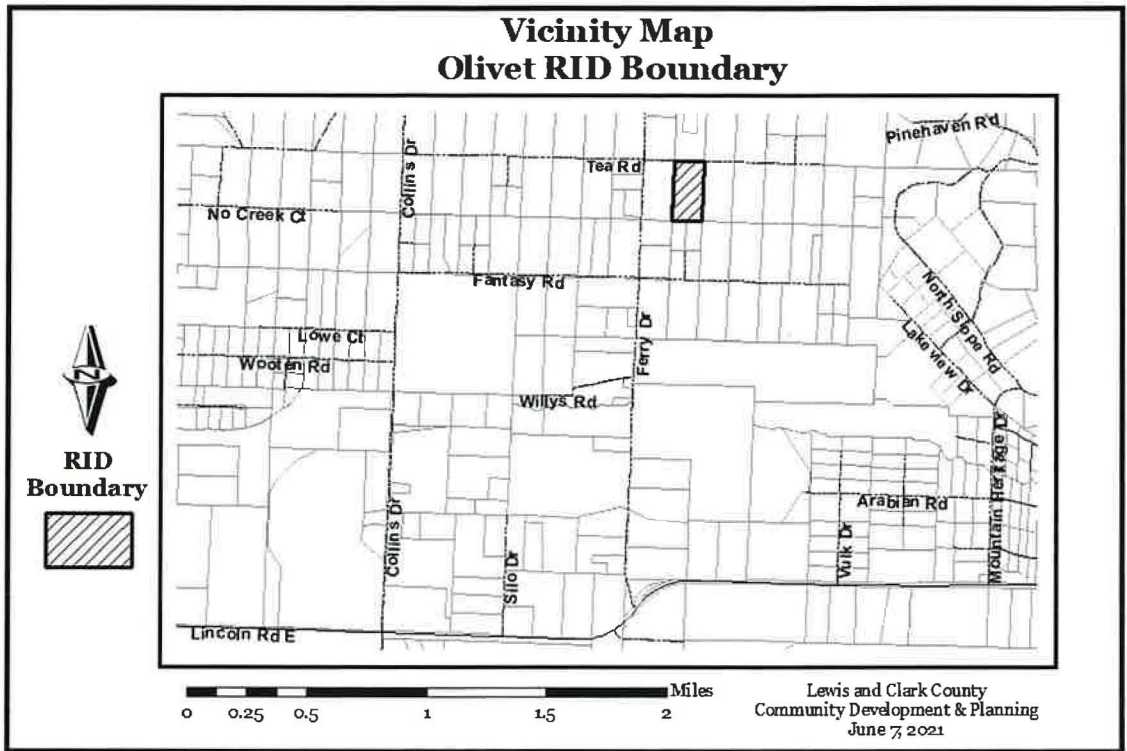 Vicinity Map
Olivet RID Boundary
Pinehaven Rd
Collins Dr
Tea Rd
No Creek Ct
Fantasy Rd
North Slope Rd
Lowe Ct
Ferry Dr
Lakeview Dr
Wooten Rd
Willys Rd
N
RID
Boundary
Mountain Heritage Dr
Arabian Rd
Collins Dr
Silo Dr
Vulk Dr
Lincoln Rd E
Miles
0 0.25 0.5 1 1.5 2
Lewis and Clark County
Community Development & Planning
June 7, 2021